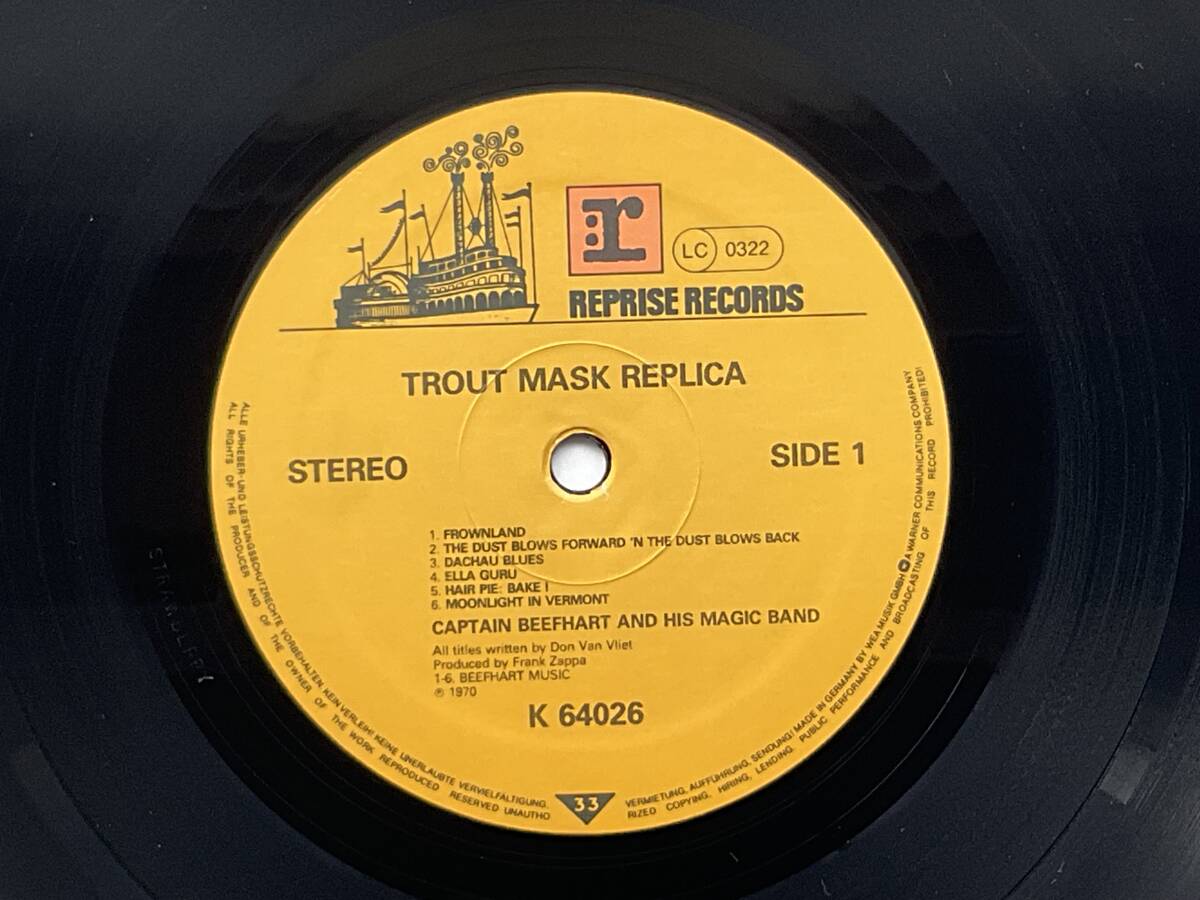 r
LC 0322
REPRISE RECORDS
TROUT MASK REPLICA
STEREO
SIDE 1
1. FROWNLAND
2. THE DUST BLOWS FORWARD 'N THE DUST BLOWS BACK
3. DACHAU BLUES
4. ELLA GURU
5. HAIR PIE: BAKE I
6. MOONLIGHT IN VERMONT
CAPTAIN BEEFHART AND HIS MAGIC BAND
All titles written by Don Van Vliet
Produced by Frank Zappa
1-6. BEEFHART MUSIC
℗ 1970
K 64026
33
ALLE URHEBER- UND LEISTUNGSSCHUTZRECHTE VORBEHALTEN. KEIN VERLEIH! KEINE UNERLAUBTE VERVIELFÄLTIGUNG, VERMIETUNG, AUFFÜHRUNG, SENDUNG! MADE IN GERMANY BY WEA MUSIK GMBH A WARNER COMMUNICATIONS COMPANY
ALL RIGHTS OF THE PRODUCER AND OF THE OWNER OF THE WORK REPRODUCED RESERVED UNAUTHORIZED COPYING, HIRING, LENDING, PUBLIC PERFORMANCE AND BROADCASTING OF THIS RECORD PROHIBITED!